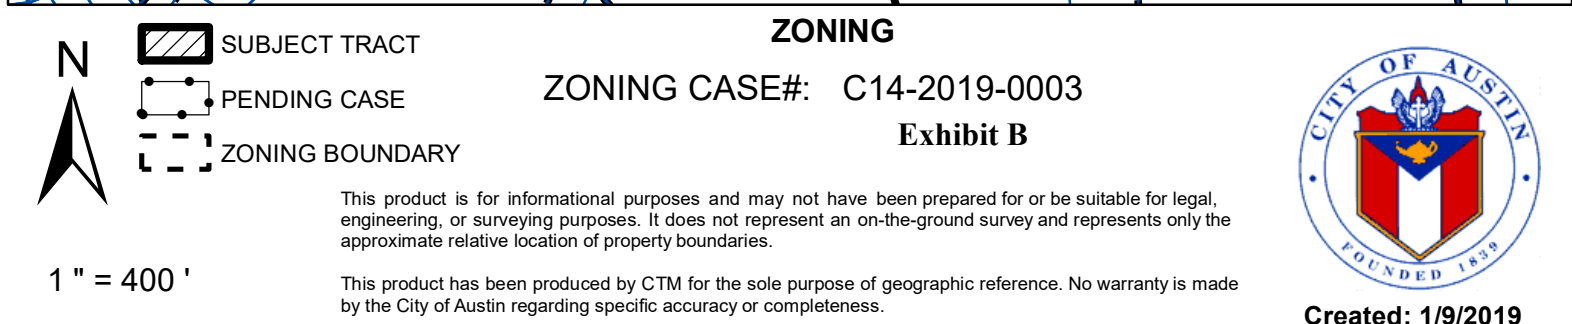 ZONING
N
SUBJECT TRACT
PENDING CASE
ZONING BOUNDARY
ZONING CASE#: C14-2019-0003
Exhibit B
This product is for informational purposes and may not have been prepared for or be suitable for legal,
engineering, or surveying purposes. It does not represent an on-the-ground survey and represents only the
approximate relative location of property boundaries.
1 " = 400 '
This product has been produced by CTM for the sole purpose of geographic reference. No warranty is made
by the City of Austin regarding specific accuracy or completeness.
CITY OF AUSTIN
FOUNDED 1839
Created: 1/9/2019